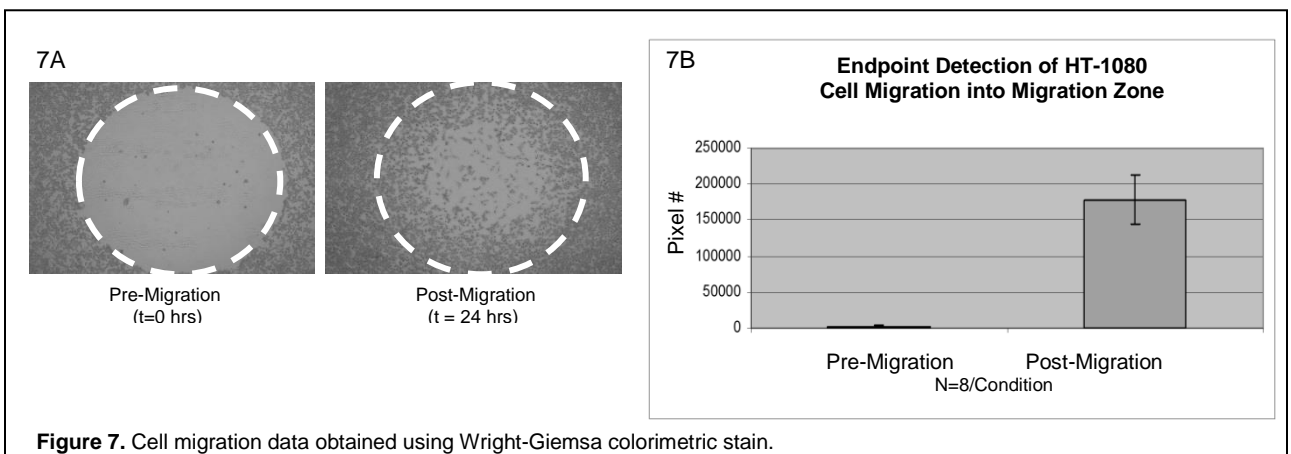 7A
Pre-Migration
(t=0 hrs)
Post-Migration
(t = 24 hrs)
7B
Endpoint Detection of HT-1080
Cell Migration into Migration Zone
Pixel #
250000
200000
150000
100000
50000
0
Pre-Migration Post-Migration
N=8/Condition
Figure 7. Cell migration data obtained using Wright-Giemsa colorimetric stain.